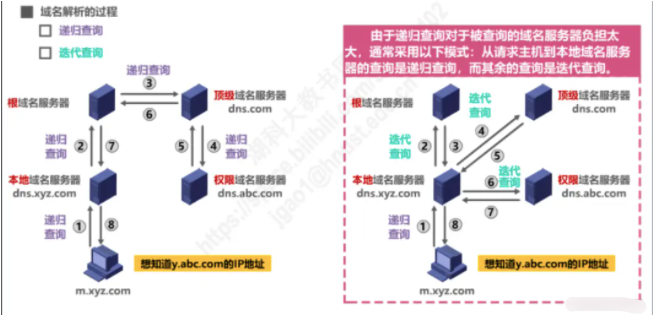 域名解析的过程
递归查询
迭代查询
递归查询
③
⑥
根域名服务器
顶级域名服务器
dns.com
递归
查询
②
⑦
⑤
④
递归
查询
本地域名服务器
dns.xyz.com
权限域名服务器
dns.abc.com
递归
查询
①
⑧
想知道y.abc.com的IP地址
m.xyz.com
由于递归查询对于被查询的域名服务器负担太
大，通常采用以下模式：从请求主机到本地域名服务
器的查询是递归查询，而其余的查询是迭代查询。
根域名服务器
迭代
查询
顶级域名服务器
dns.com
迭代
查询
②
③
④
⑤
本地域名服务器
dns.xyz.com
迭代
查询
⑥
⑦
权限域名服务器
dns.abc.com
递归
查询
①
⑧
想知道y.abc.com的IP地址
m.xyz.com